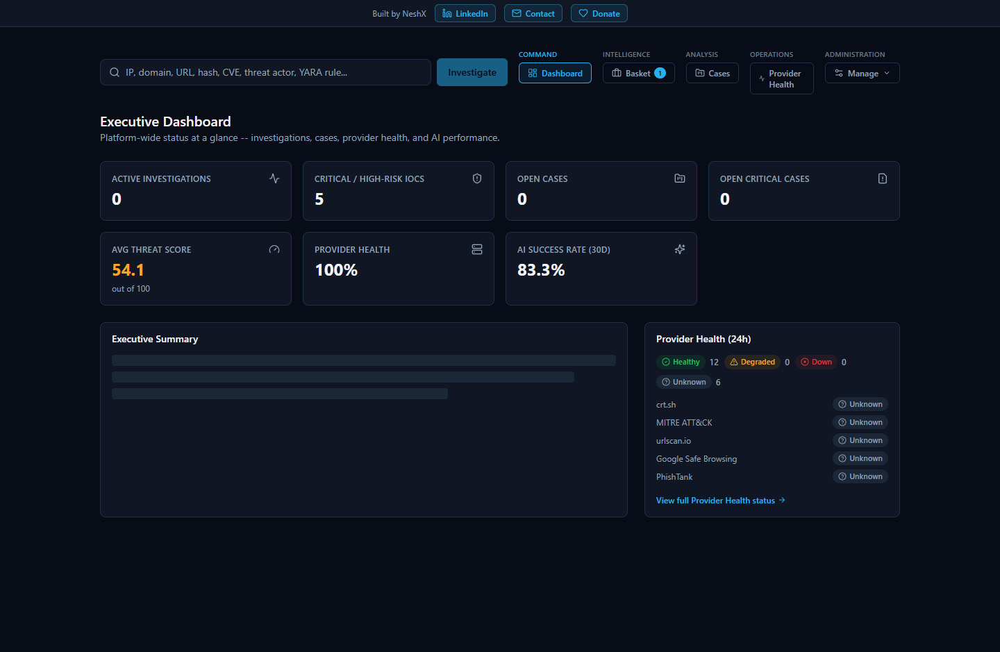 Built by NeshX LinkedIn Contact Donate
COMMAND INTELLIGENCE ANALYSIS OPERATIONS ADMINISTRATION
IP, domain, URL, hash, CVE, threat actor, YARA rule... Investigate Dashboard Basket 1 Cases Provider Health Manage
Executive Dashboard
Platform-wide status at a glance -- investigations, cases, provider health, and AI performance.
ACTIVE INVESTIGATIONS
0
CRITICAL / HIGH-RISK IOCS
5
OPEN CASES
0
OPEN CRITICAL CASES
0
AVG THREAT SCORE
54.1
out of 100
PROVIDER HEALTH
100%
AI SUCCESS RATE (30D)
83.3%
Executive Summary
Provider Health (24h)
Healthy 12 Degraded 0 Down 0
Unknown 6
crt.sh Unknown
MITRE ATT&CK Unknown
urlscan.io Unknown
Google Safe Browsing Unknown
PhishTank Unknown
View full Provider Health status →